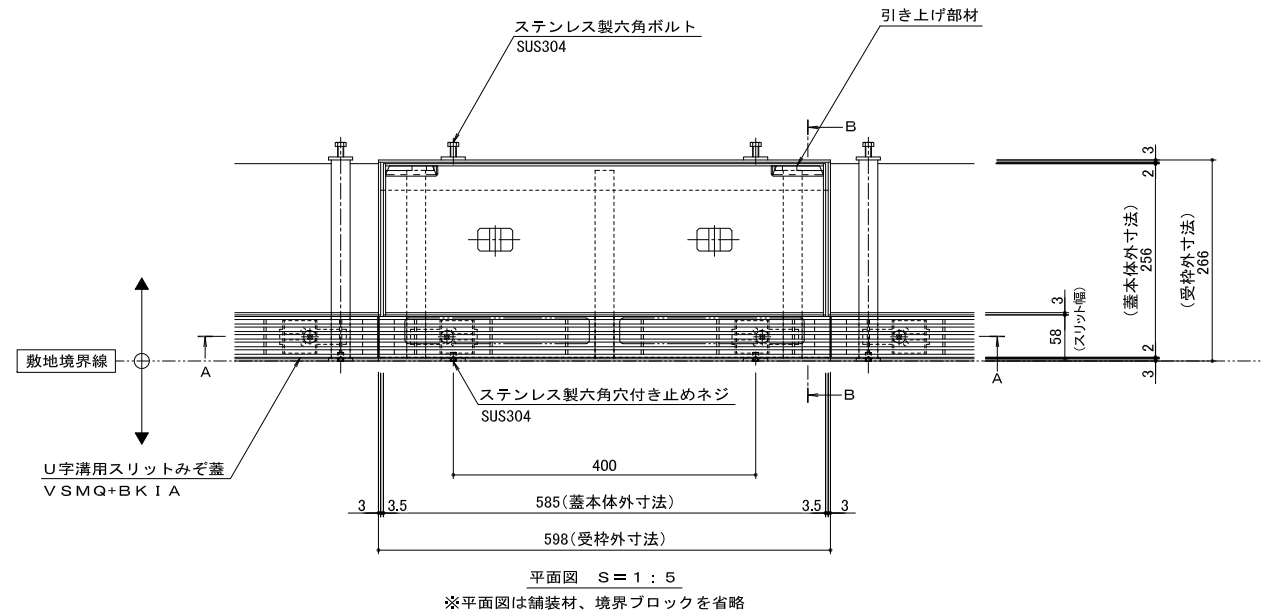 ステンレス製六角ボルト
SUS304
引き上げ部材
B
3
2
(蓋本体外寸法)
256
(受枠外寸法)
266
3
58
(スリット幅)
2
3
敷地境界線
A
A
ステンレス製六角穴付き止めネジ
SUS304
B
U字溝用スリットみぞ蓋
VSMQ+BKIA
400
3
3.5
585(蓋本体外寸法)
3.5
3
598(受枠外寸法)
平面図 S=1:5
※平面図は舗装材、境界ブロックを省略